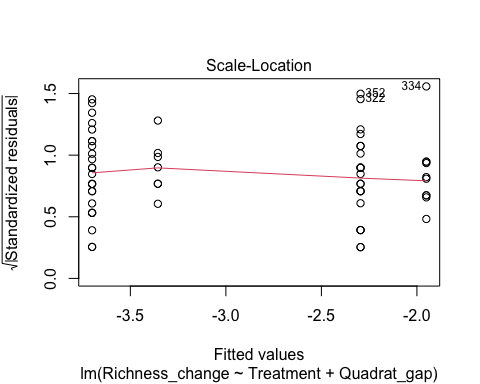 Scale-Location
√|Standardized residuals|
1.5
1.0
0.5
0.0
352
322
334
-3.5 -3.0 -2.5 -2.0
Fitted values
lm(Richness_change ~ Treatment + Quadrat_gap)